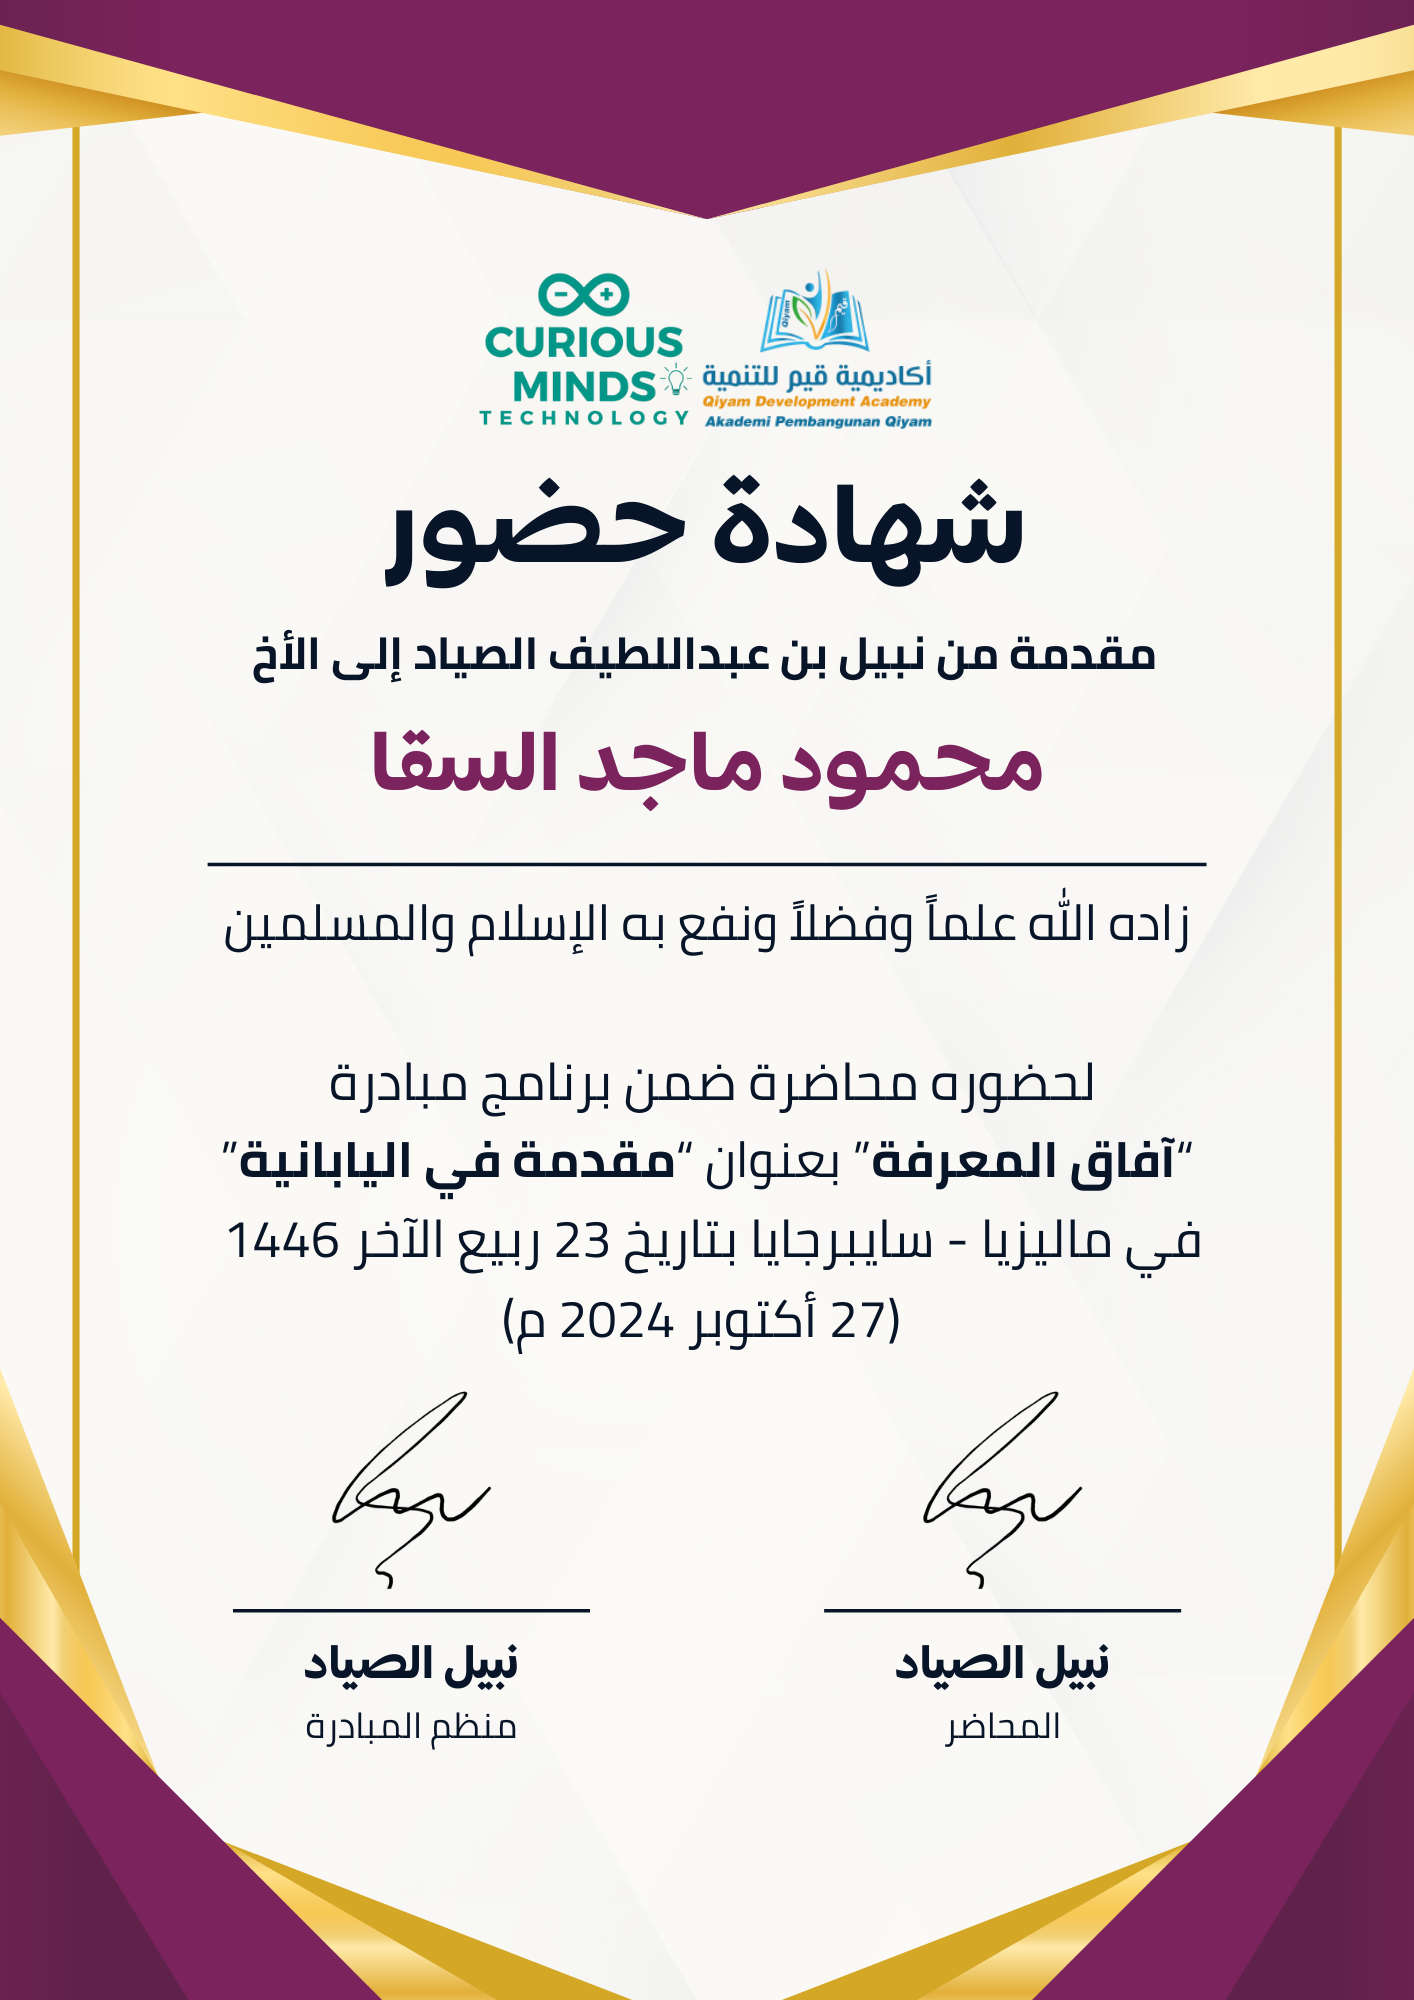 CURIOUS
MINDS
TECHNOLOGY
Qiyam
قيم
أكاديمية قيم للتنمية
Qiyam Development Academy
Akademi Pembangunan Qiyam
شهادة حضور
مقدمة من نبيل بن عبداللطيف الصياد إلى الأخ
محمود ماجد السقا
زاده الله علماً وفضلاً ونفع به الإسلام والمسلمين
لحضوره محاضرة ضمن برنامج مبادرة
“آفاق المعرفة” بعنوان “مقدمة في اليابانية”
في ماليزيا - سايبرجايا بتاريخ 23 ربيع الآخر 1446
(27 أكتوبر 2024 م)
نبيل الصياد
المحاضر
نبيل الصياد
منظم المبادرة